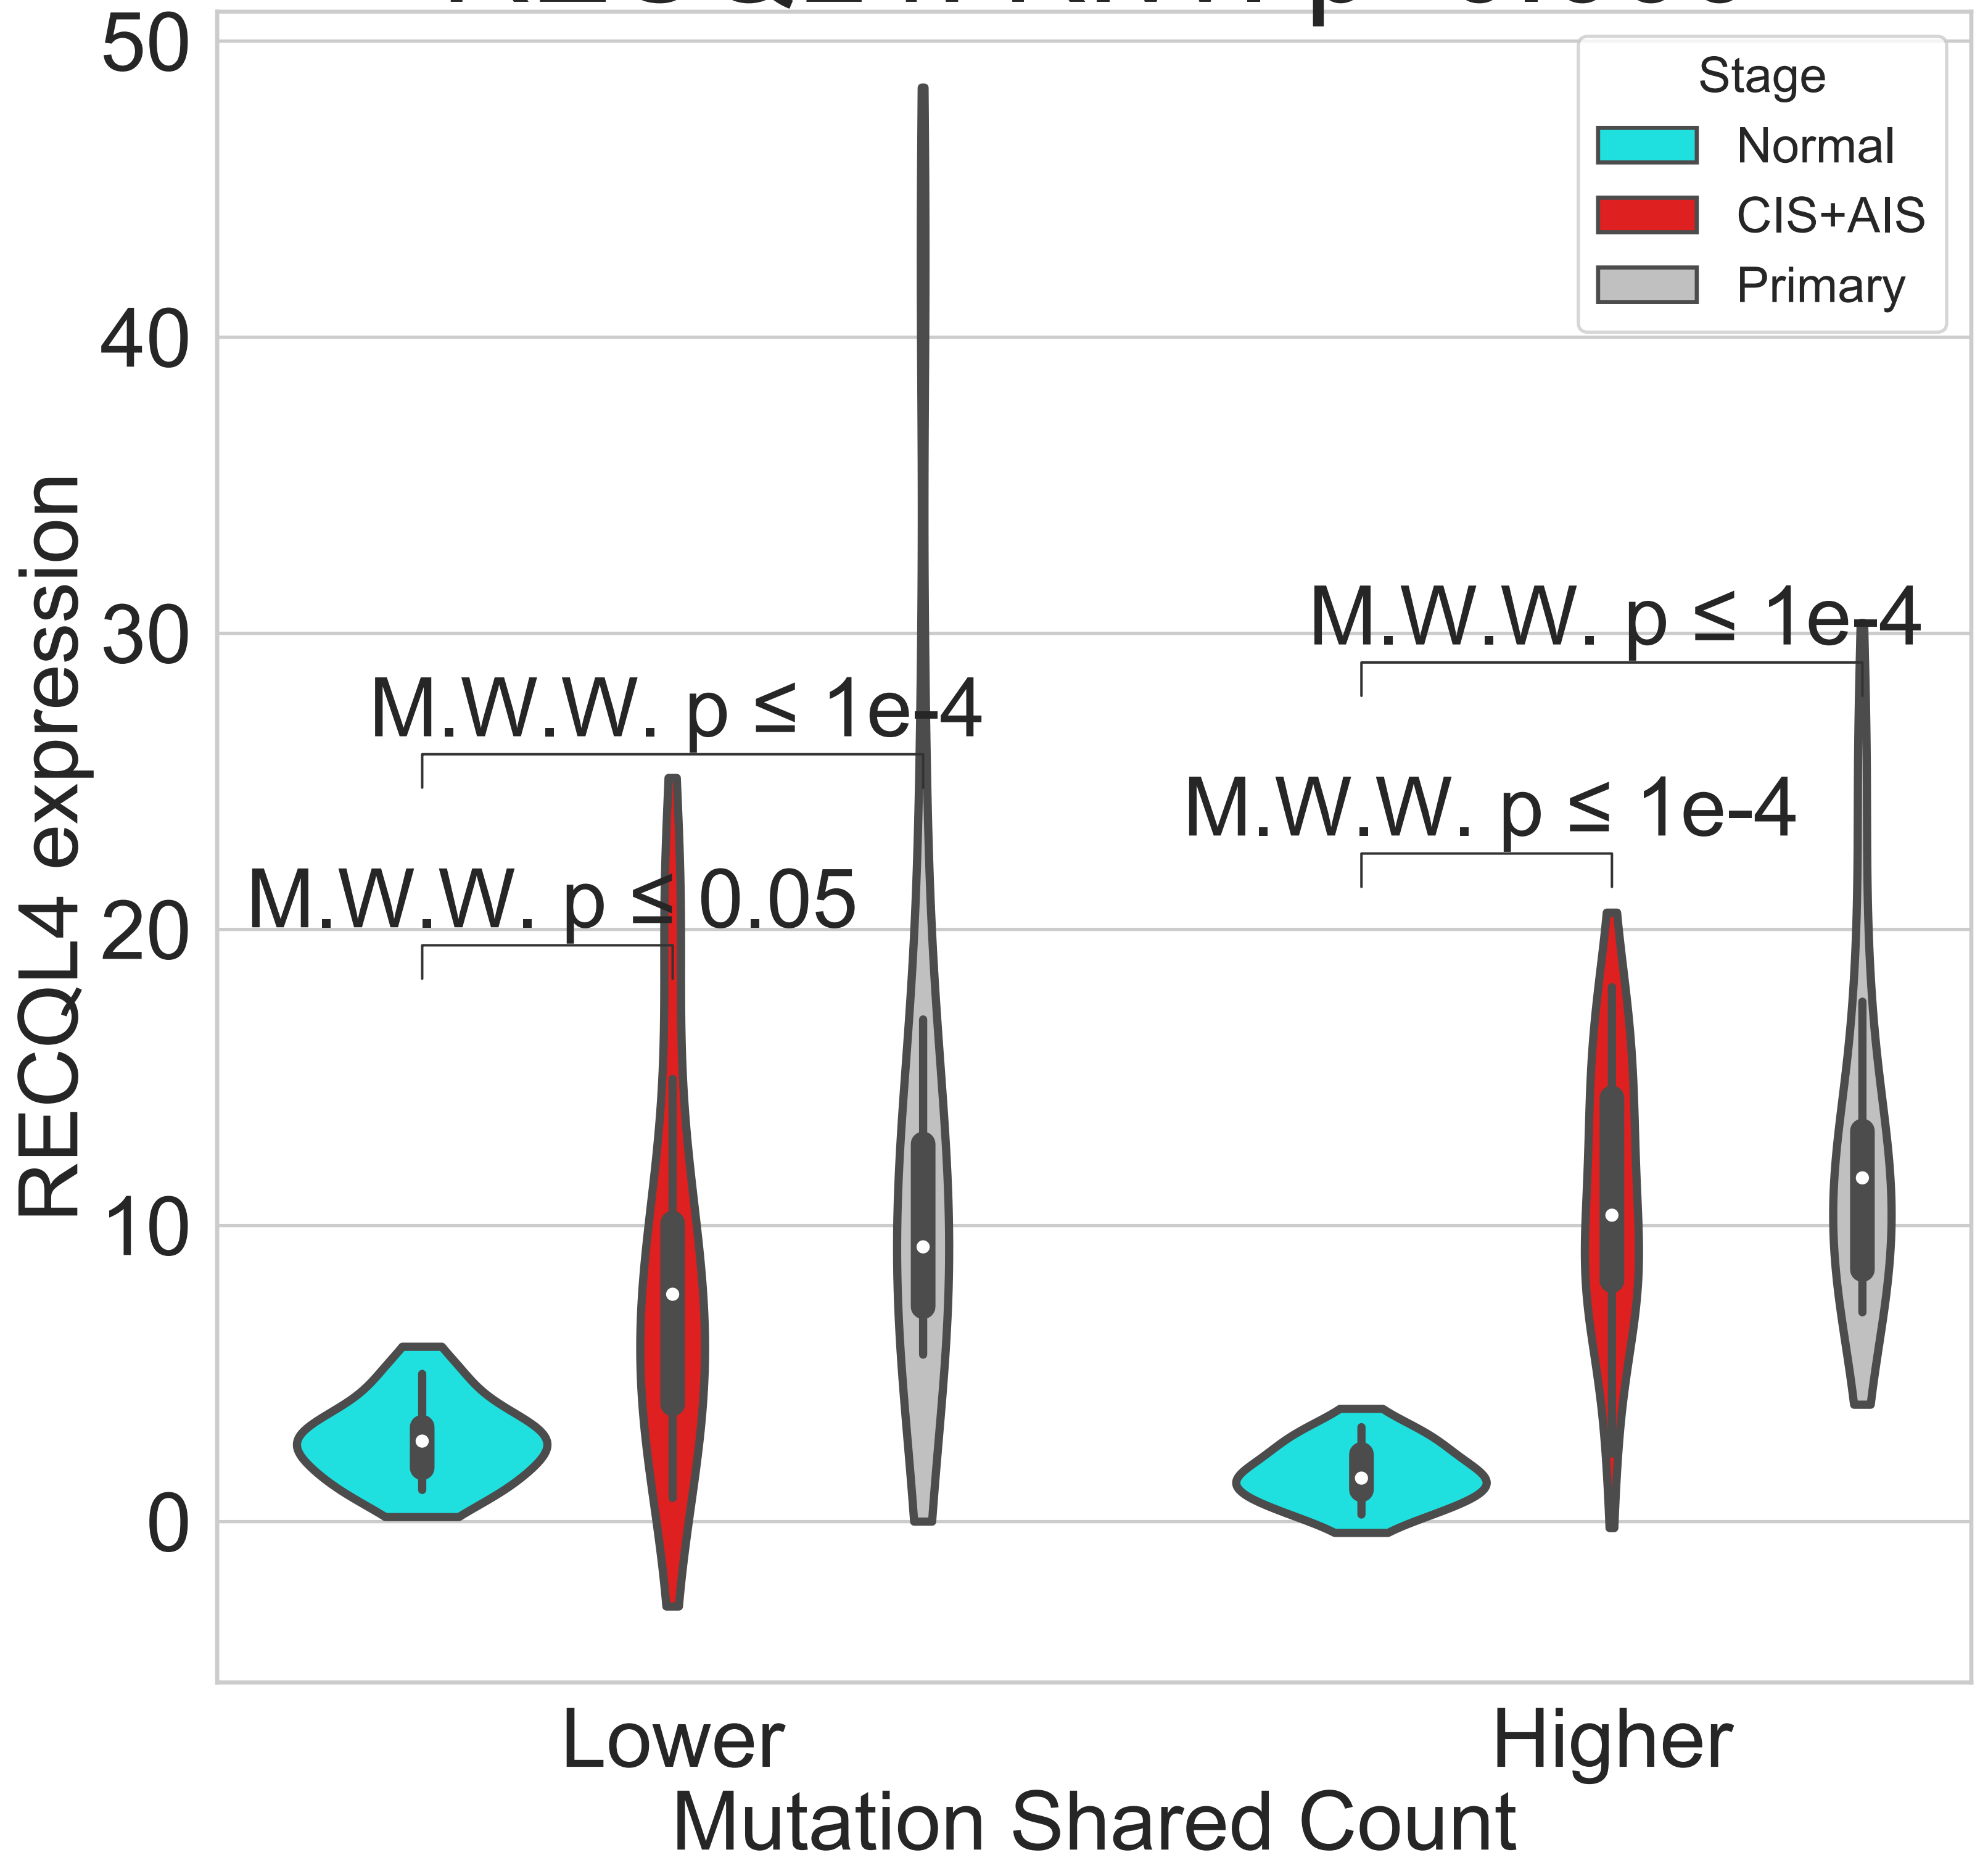 50
40
30
20
10
0
RECQL4 expression
Stage
Normal
CIS+AIS
Primary
M.W.W. p ≤ 1e-4
M.W.W. p ≤ 1e-4
M.W.W. p ≤ 1e-4
M.W.W. p ≤ 0.05
Lower
Higher
Mutation Shared Count